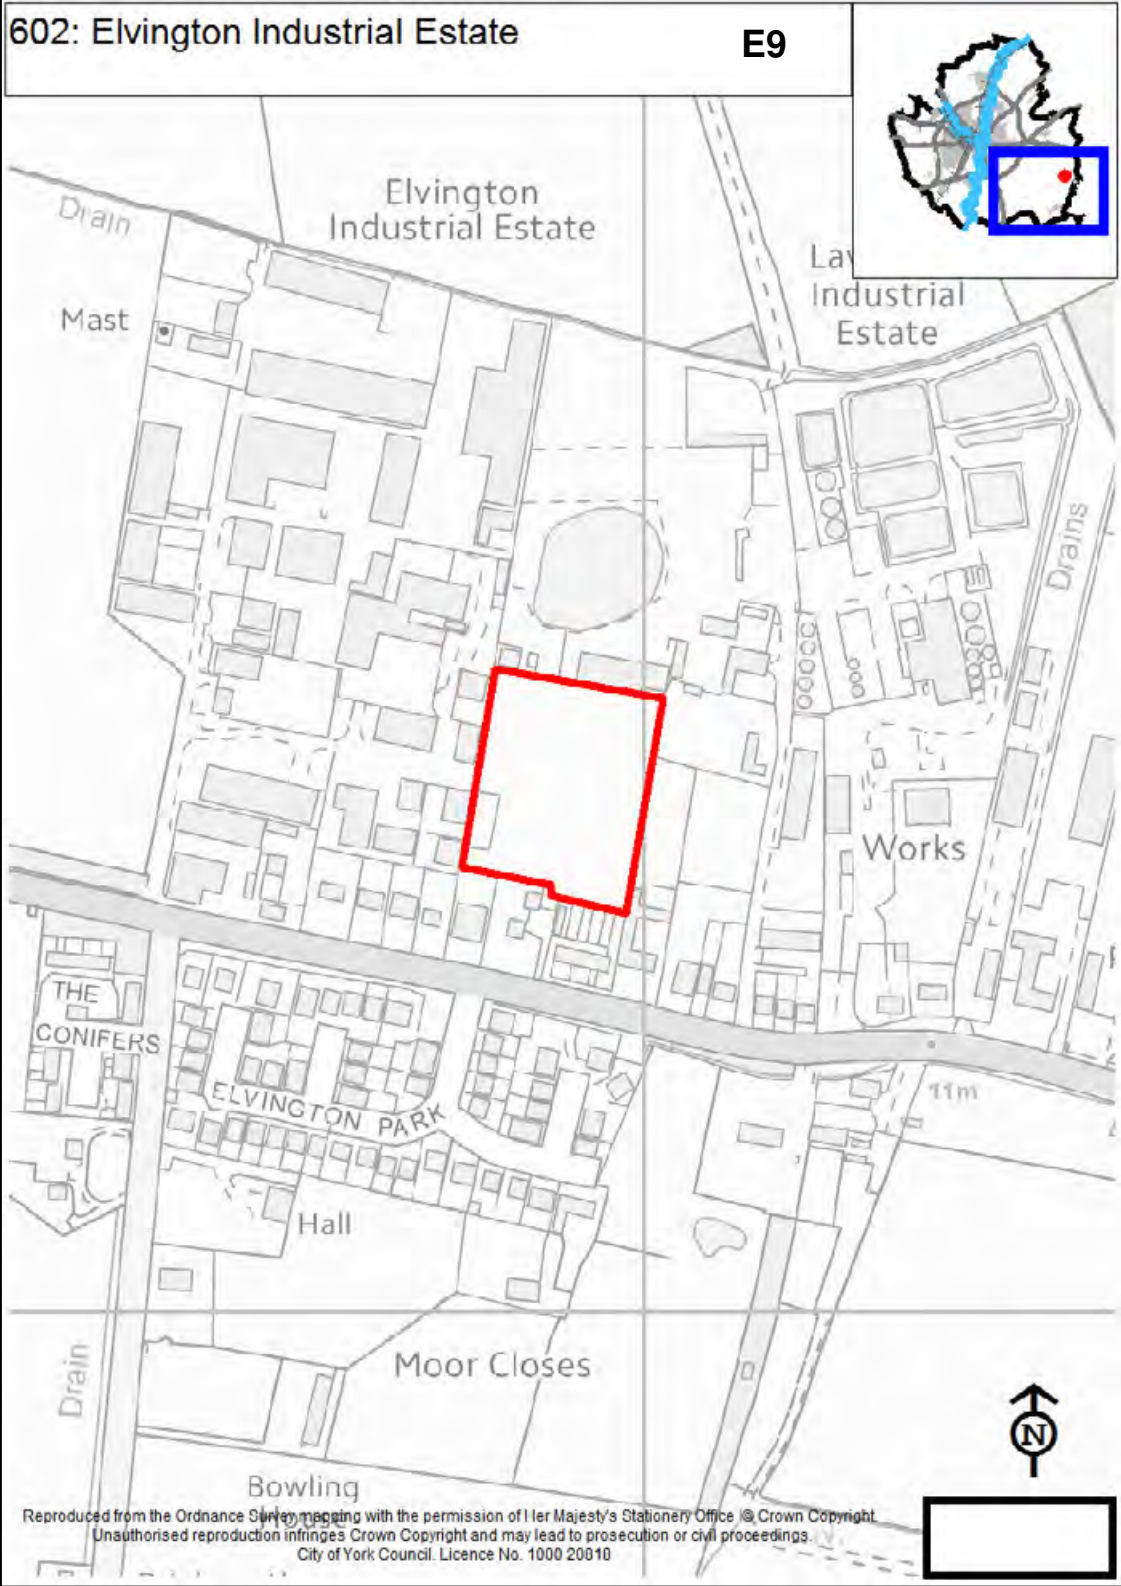 602: Elvington Industrial Estate
E9
Elvington
Industrial Estate
Drain
Mast
Industrial
Estate
Drains
Works
THE
CONIFERS
ELVINGTON PARK
11m
Hall
Moor Closes
Drain
N
Bowling
House
Reproduced from the Ordnance Survey mapping with the permission of Her Majesty's Stationery Office © Crown Copyright.
Unauthorised reproduction infringes Crown Copyright and may lead to prosecution or civil proceedings.
City of York Council. Licence No. 1000 20818